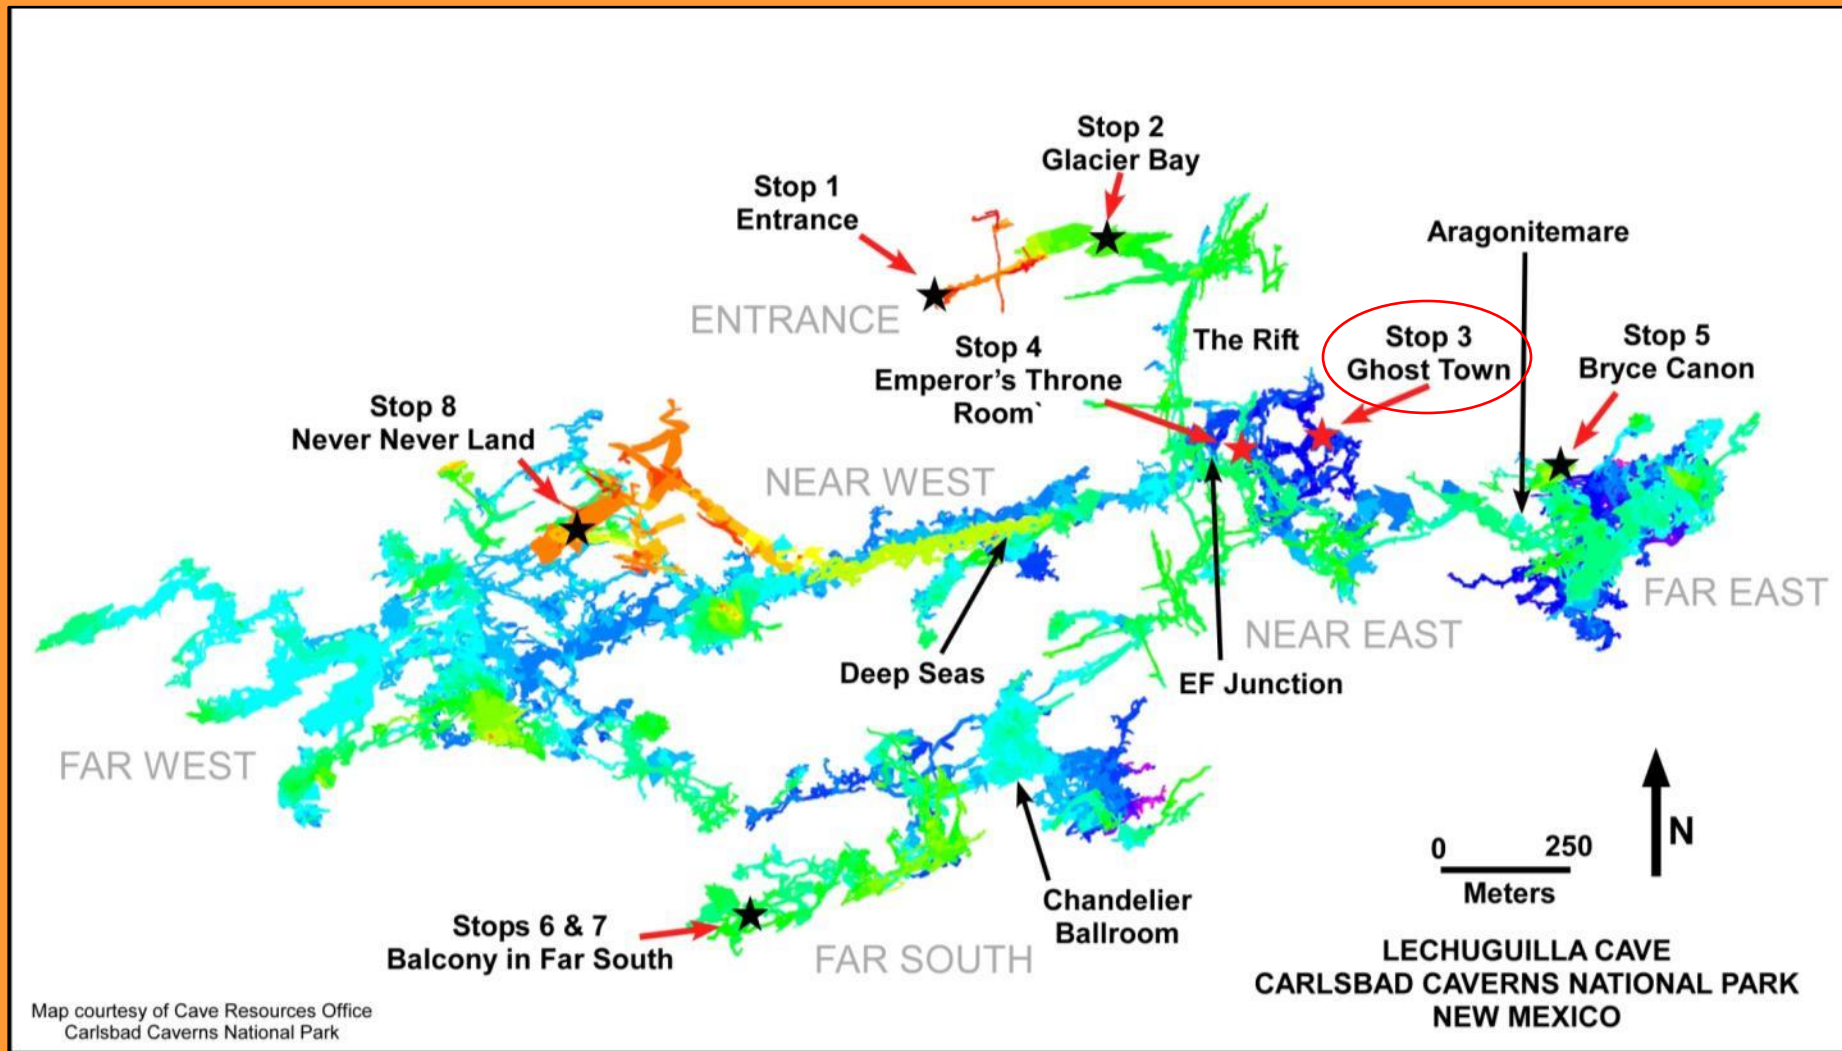 Stop 2
Glacier Bay
Stop 1
Entrance
Aragonitemare
ENTRANCE
The Rift
Stop 3
Ghost Town
Stop 5
Bryce Canon
Stop 4
Emperor's Throne
Room`
Stop 8
Never Never Land
NEAR WEST
FAR EAST
NEAR EAST
Deep Seas
EF Junction
FAR WEST
0 250
Meters
N
Chandelier
Ballroom
Stops 6 & 7
Balcony in Far South
FAR SOUTH
LECHUGUILLA CAVE
CARLSBAD CAVERNS NATIONAL PARK
NEW MEXICO
Map courtesy of Cave Resources Office
Carlsbad Caverns National Park